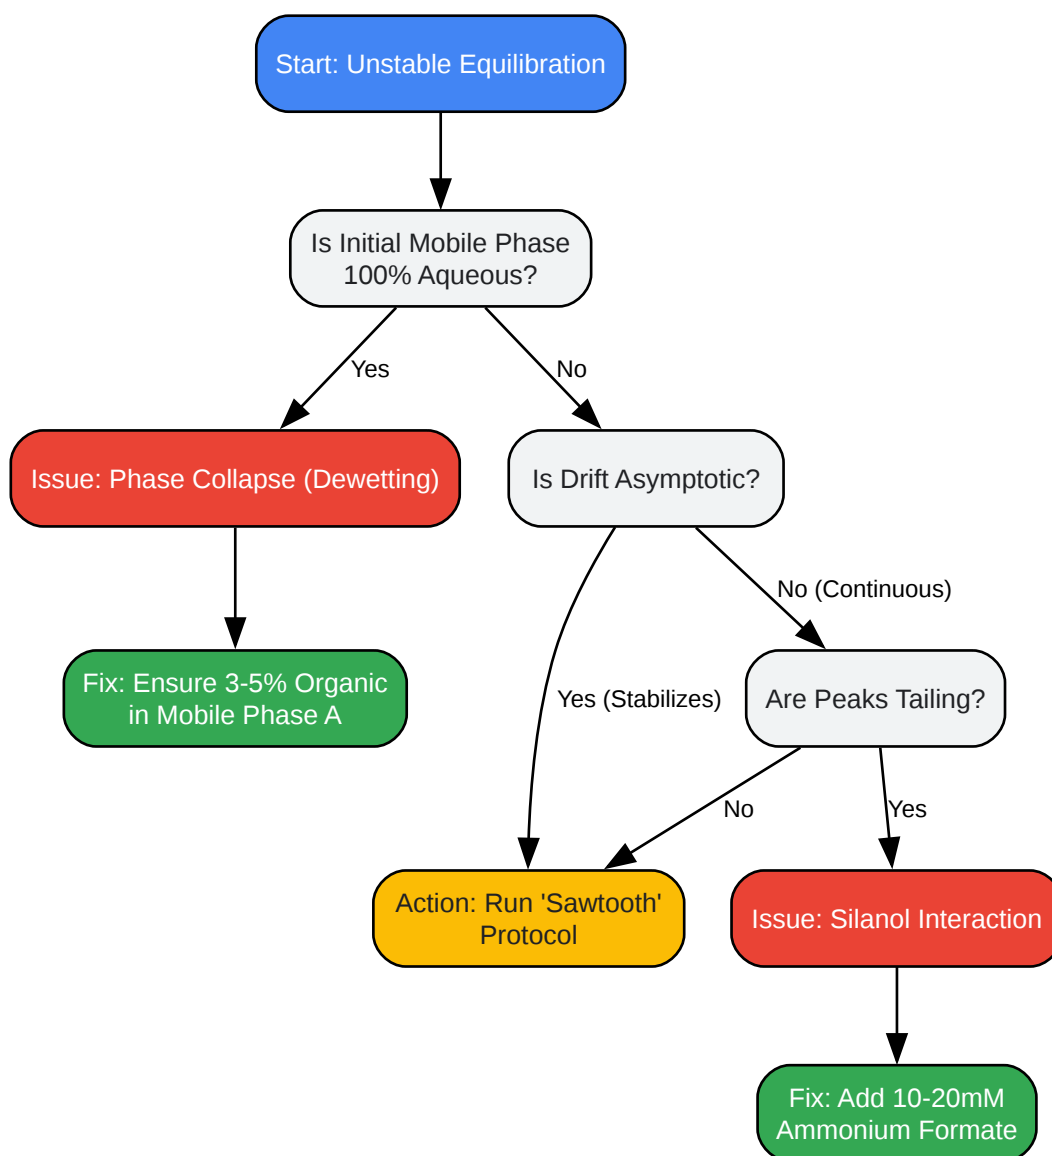 Start: Unstable Equilibration
Is Initial Mobile Phase
100% Aqueous?
Yes
No
Issue: Phase Collapse (Dewetting)
Is Drift Asymptotic?
No (Continuous)
Fix: Ensure 3-5% Organic
in Mobile Phase A
Yes (Stabilizes)
Are Peaks Tailing?
No
Yes
Action: Run 'Sawtooth'
Protocol
Issue: Silanol Interaction
Fix: Add 10-20mM
Ammonium Formate